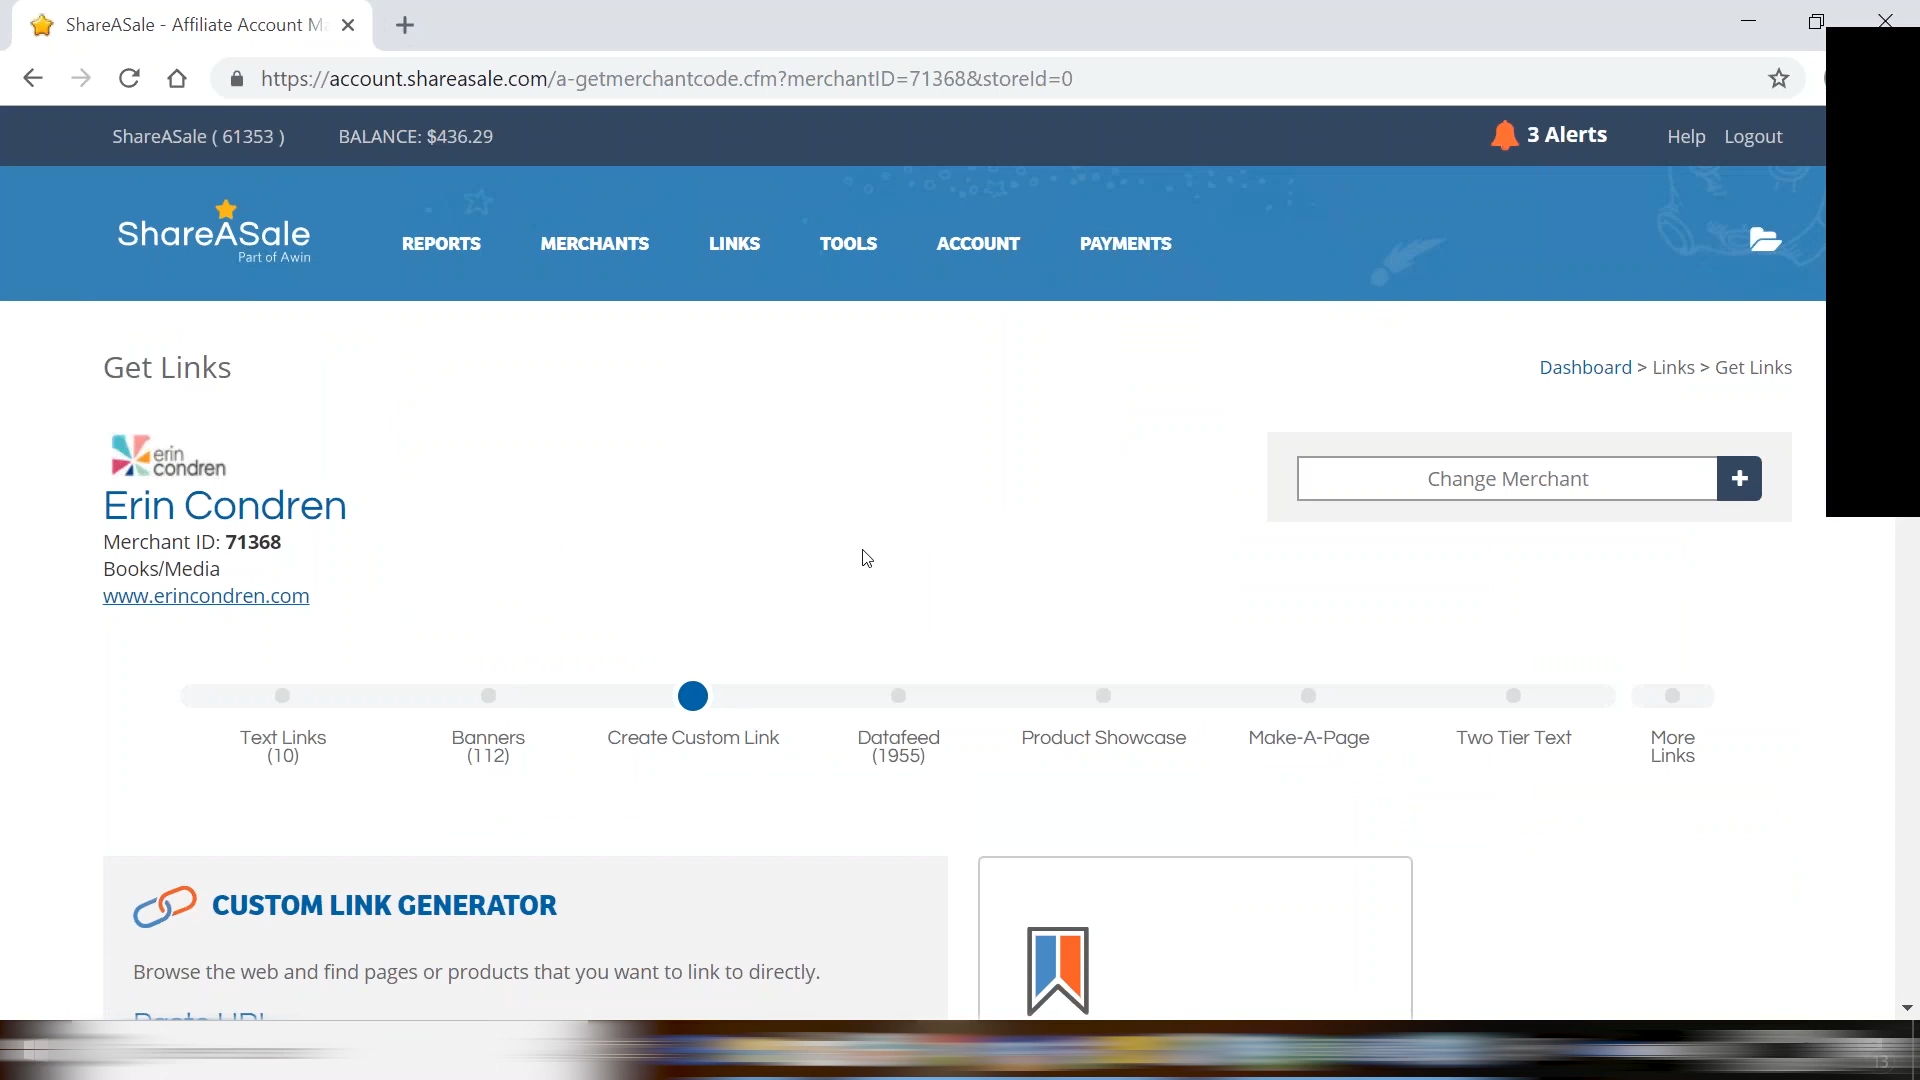 ShareASale - Affiliate Account Ma
https://account.shareasale.com/a-getmerchantcode.cfm?merchantID=71368&storeId=0
ShareASale ( 61353 ) BALANCE: $436.29 3 Alerts Help Logout
ShareASale
Part of Awin
REPORTS MERCHANTS LINKS TOOLS ACCOUNT PAYMENTS
Get Links
Dashboard > Links > Get Links
erin
condren
Change Merchant
Erin Condren
Merchant ID: 71368
Books/Media
www.erincondren.com
Text Links
(10)
Banners
(112)
Create Custom Link
Datafeed
(1955)
Product Showcase
Make-A-Page
Two Tier Text
More
Links
CUSTOM LINK GENERATOR
Browse the web and find pages or products that you want to link to directly.
Paste URL
13